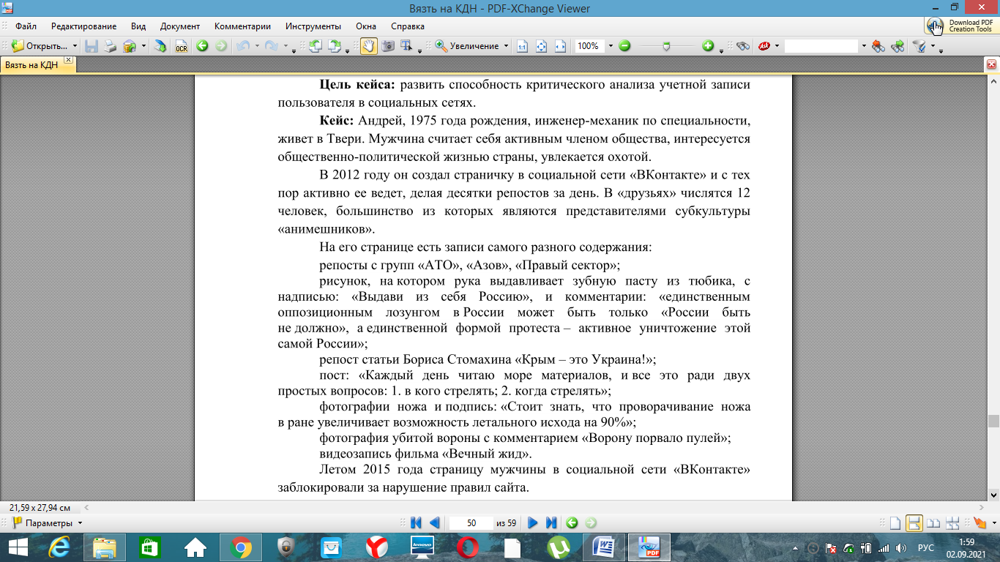 Вязть на КДН - PDF-XChange Viewer
Файл Редактирование Вид Документ Комментарии Инструменты Окна Справка
Download PDF
Creation Tools
Открыть... OCR Увеличение 1:1 100% Ask
Вязть на КДН
Цель кейса: развить способность критического анализа учетной записи
пользователя в социальных сетях.
Кейс: Андрей, 1975 года рождения, инженер-механик по специальности,
живет в Твери. Мужчина считает себя активным членом общества, интересуется
общественно-политической жизнью страны, увлекается охотой.
В 2012 году он создал страничку в социальной сети «ВКонтакте» и с тех
пор активно ее ведет, делая десятки репостов за день. В «друзьях» числятся 12
человек, большинство из которых являются представителями субкультуры
«анимешников».
На его странице есть записи самого разного содержания:
репосты с групп «АТО», «Азов», «Правый сектор»;
рисунок, на котором рука выдавливает зубную пасту из тюбика, с
надписью: «Выдави из себя Россию», и комментарии: «единственным
оппозиционным лозунгом в России может быть только «России быть
не должно», а единственной формой протеста – активное уничтожение этой
самой России»;
репост статьи Бориса Стомахина «Крым – это Украина!»;
пост: «Каждый день читаю море материалов, и все это ради двух
простых вопросов: 1. в кого стрелять; 2. когда стрелять»;
фотографии ножа и подпись: «Стоит знать, что проворачивание ножа
в ране увеличивает возможность летального исхода на 90%»;
фотография убитой вороны с комментарием «Ворону порвало пулей»;
видеозапись фильма «Вечный жид».
Летом 2015 года страницу мужчины в социальной сети «ВКонтакте»
заблокировали за нарушение правил сайта.
21,59 x 27,94 см
Параметры 50 из 59
lenovo PDF РУС 1:59
02.09.2021